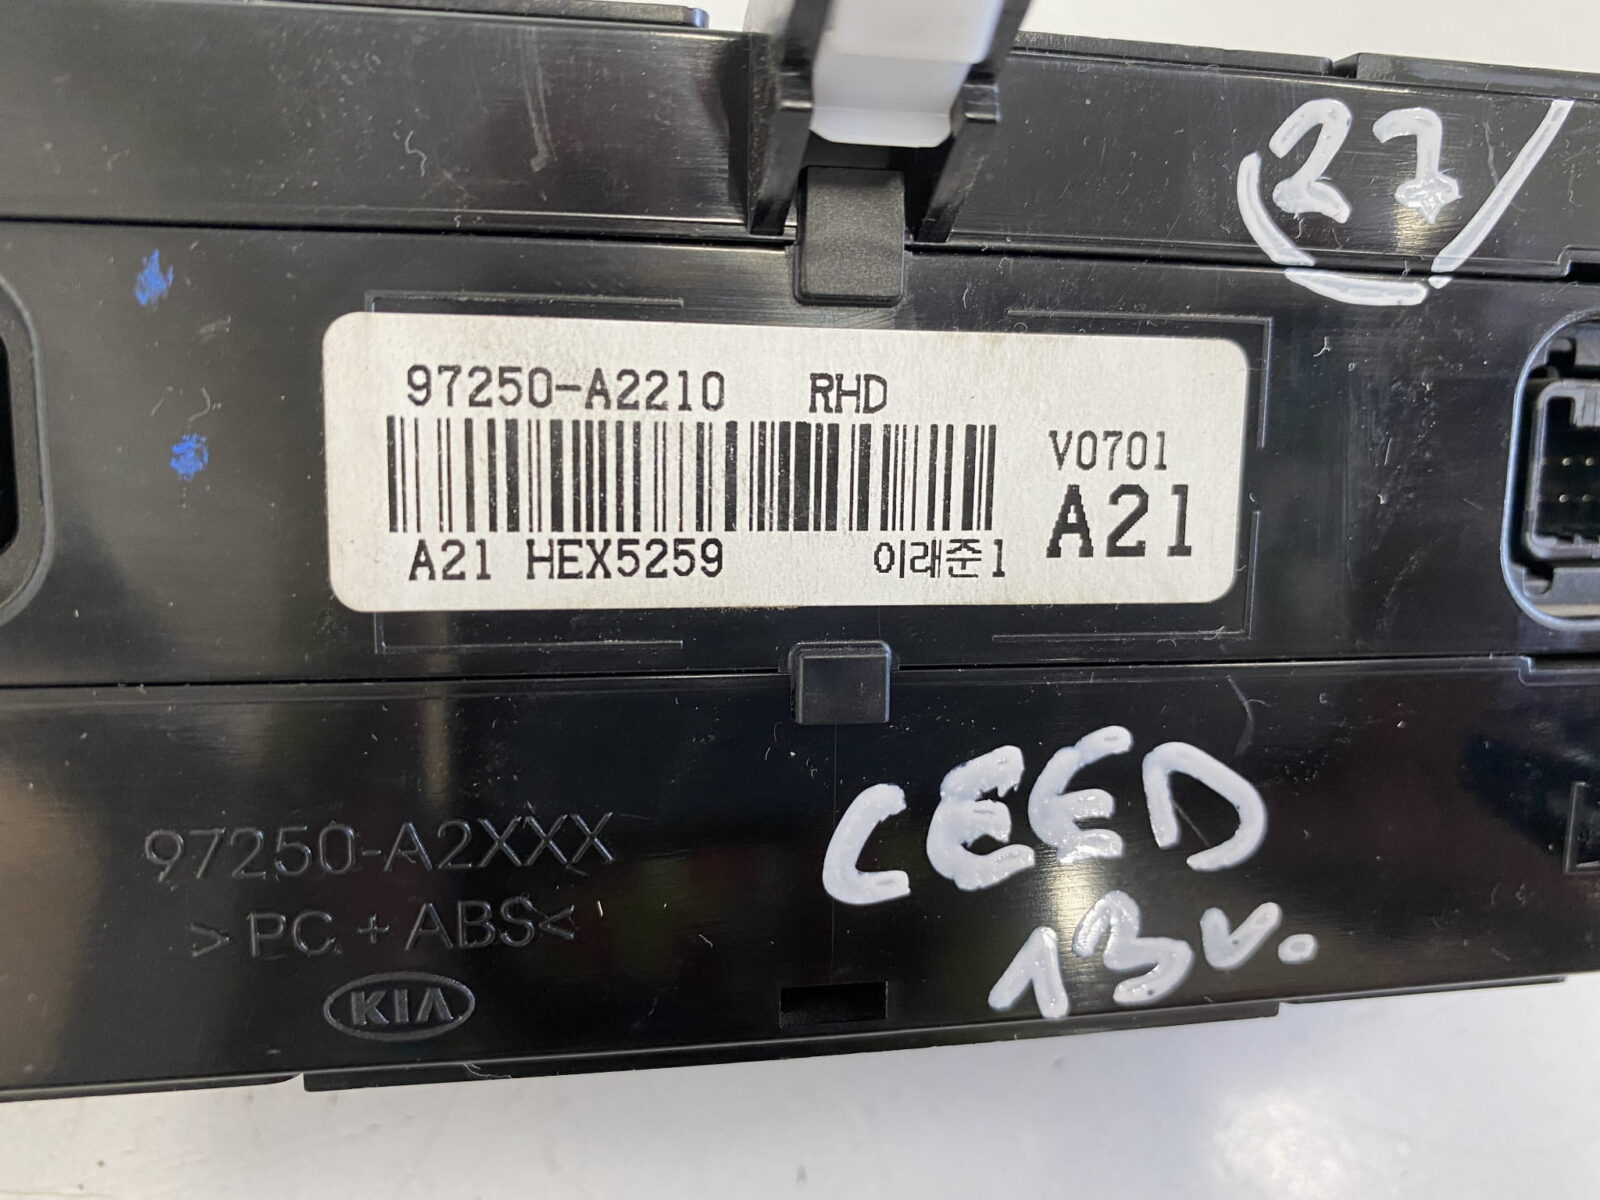 (27)
97250-A2210 RHD
V0701
A21
A21 HEX5259 이래준1
CEED
13v.
97250-A2XXX
>PC + ABS<
KIA